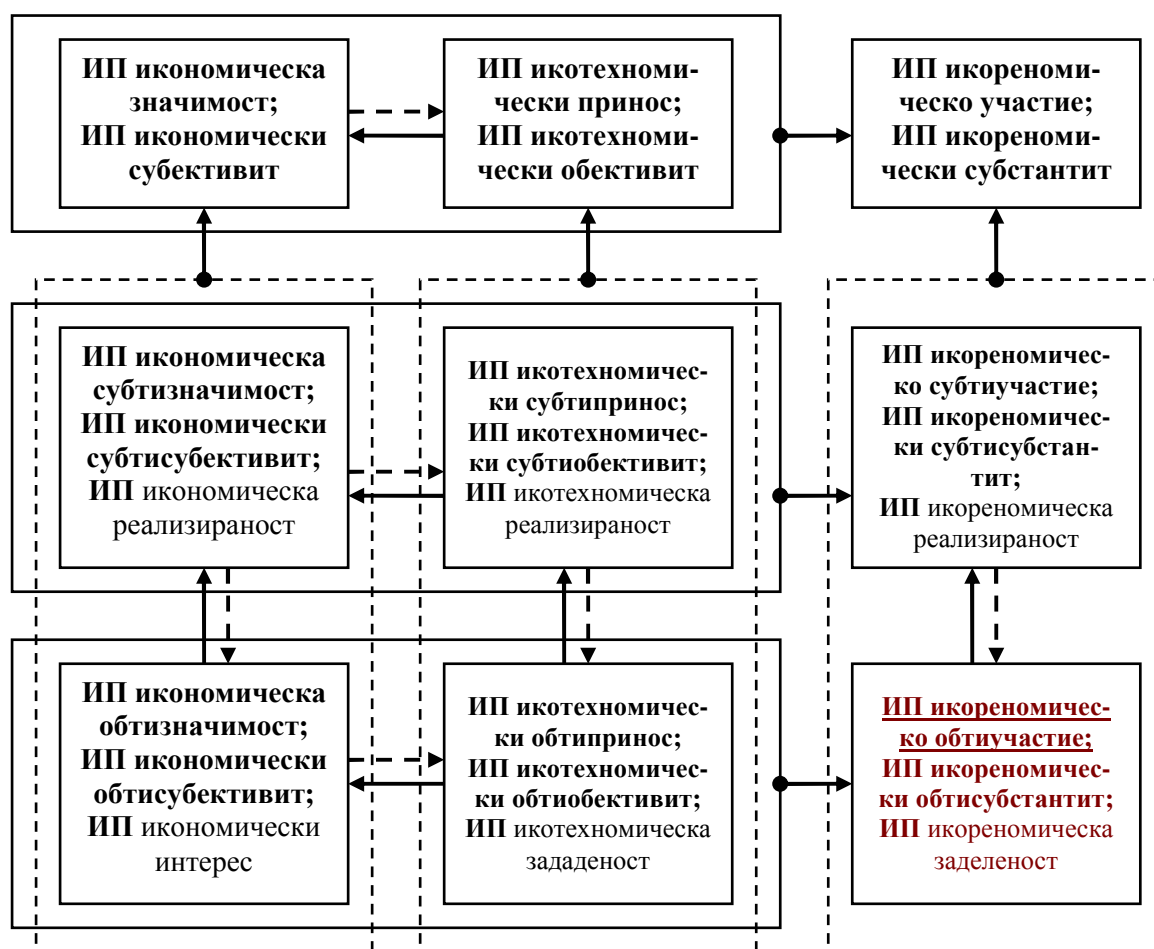 ИП икономическа
значимост;
ИП икономически
субективит
ИП икотехноми-
чески принос;
ИП икотехноми-
чески обективит
ИП икореноми-
ческо участие;
ИП икореноми-
чески субстантит
ИП икономическа
субтизначимост;
ИП икономически
субтисубективит;
ИП икономическа
реализираност
ИП икотехномичес-
ки субтипринос;
ИП икотехномичес-
ки субтиобективит;
ИП икотехномическа
реализираност
ИП икореномичес-
ко субтиучастие;
ИП икореномичес-
ки субтисубстан-
тит;
ИП икореномическа
реализираност
ИП икономическа
обтизначимост;
ИП икономически
обтисубективит;
ИП икономически
интерес
ИП икотехномичес-
ки обтипринос;
ИП икотехномичес-
ки обтиобективит;
ИП икотехномическа
зададеност
ИП икореномичес-
ко обтиучастие;
ИП икореномичес-
ки обтисубстантит;
ИП икореномическа
заделеност